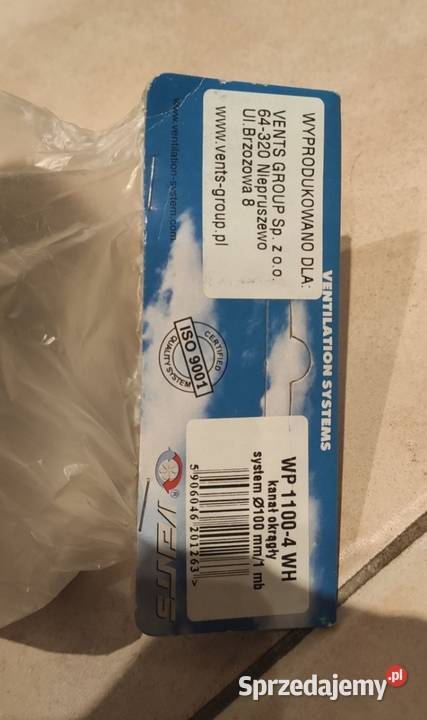 WYPRODUKOWANO DLA:
VENTS GROUP Sp. z o.o.
64-320 Niepruszewo
Ul.Brzozowa 8
www.vents-group.pl
VENTILATION SYSTEMS
www.ventilation-system.com
CERTIFIED
ISO 9001
QUALITY SYSTEM
WP 1100-4 WH
kanał okrągły
system Ø100 mm/1 mb
5 906046 201263 >
VENTS®
Sprzedajemy.pl